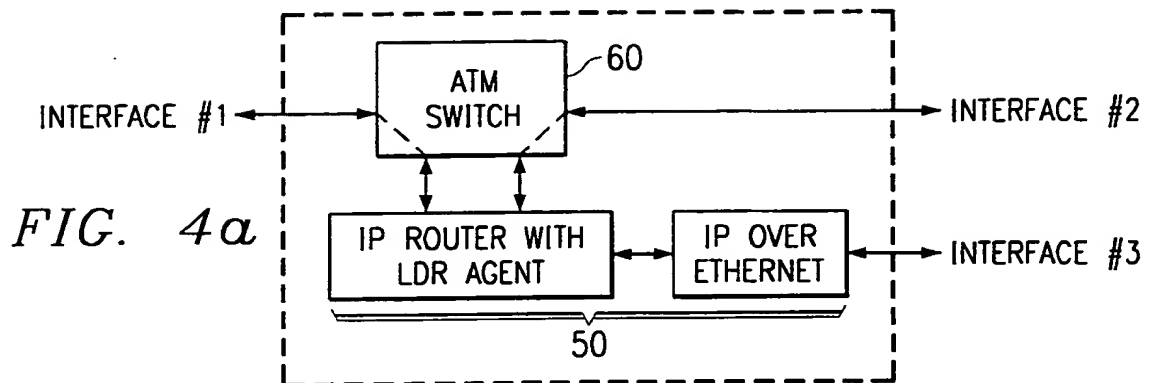 ATM
SWITCH
60
INTERFACE #1
INTERFACE #2
FIG. 4a
IP ROUTER WITH
LDR AGENT
IP OVER
ETHERNET
INTERFACE #3
50